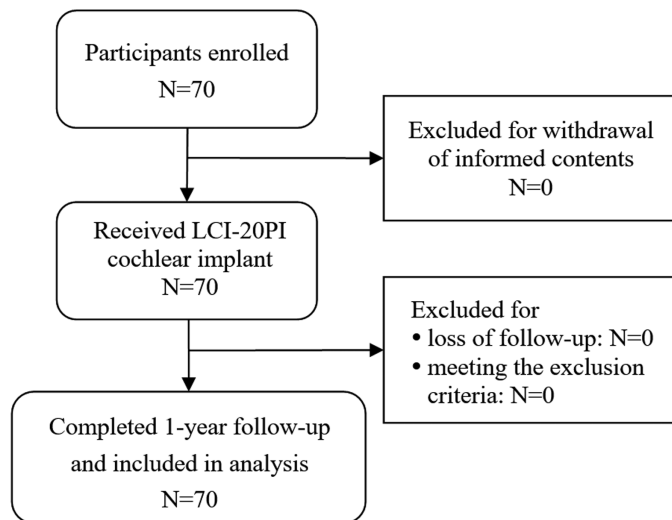 Participants enrolled
N=70
Excluded for withdrawal
of informed contents
N=0
Received LCI-20PI
cochlear implant
N=70
Excluded for
• loss of follow-up: N=0
• meeting the exclusion
criteria: N=0
Completed 1-year follow-up
and included in analysis
N=70